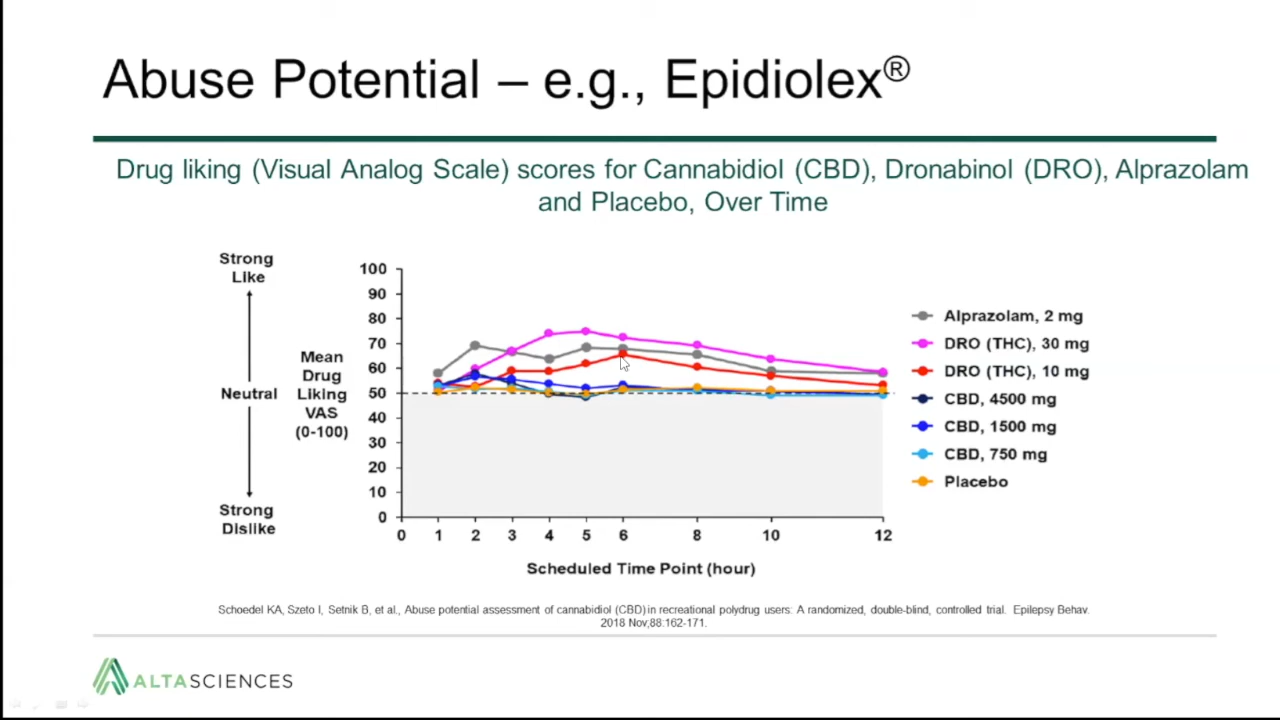 Abuse Potential – e.g., Epidiolex®
Drug liking (Visual Analog Scale) scores for Cannabidiol (CBD), Dronabinol (DRO), Alprazolam
and Placebo, Over Time
Strong
Like
Neutral
Strong
Dislike
Mean
Drug
Liking
VAS
(0-100)
100
90
80
70
60
50
40
30
20
10
0
0 1 2 3 4 5 6 8 10 12
Scheduled Time Point (hour)
Alprazolam, 2 mg
DRO (THC), 30 mg
DRO (THC), 10 mg
CBD, 4500 mg
CBD, 1500 mg
CBD, 750 mg
Placebo
Schoedel KA, Szeto I, Setnik B, et al., Abuse potential assessment of cannabidiol (CBD) in recreational polydrug users: A randomized, double-blind, controlled trial. Epilepsy Behav.
2018 Nov;88:162-171.
ALTASCIENCES